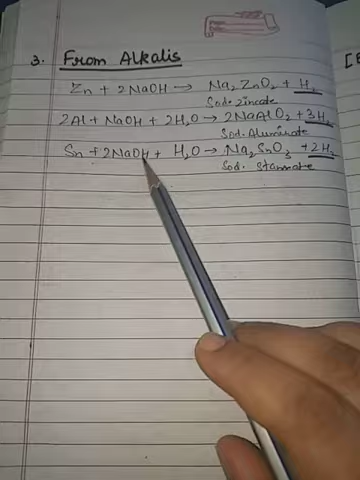 3. From Alkalis
Zn + 2NaOH → Na₂ZnO₂ + H₂
Sod. Zincate
2Al + NaOH + 2H₂O → 2NaAlO₂ + 3H₂
Sod. Aluminate
Sn + 2NaOH + H₂O → Na₂SnO₃ + 2H₂
Sod. Stannate